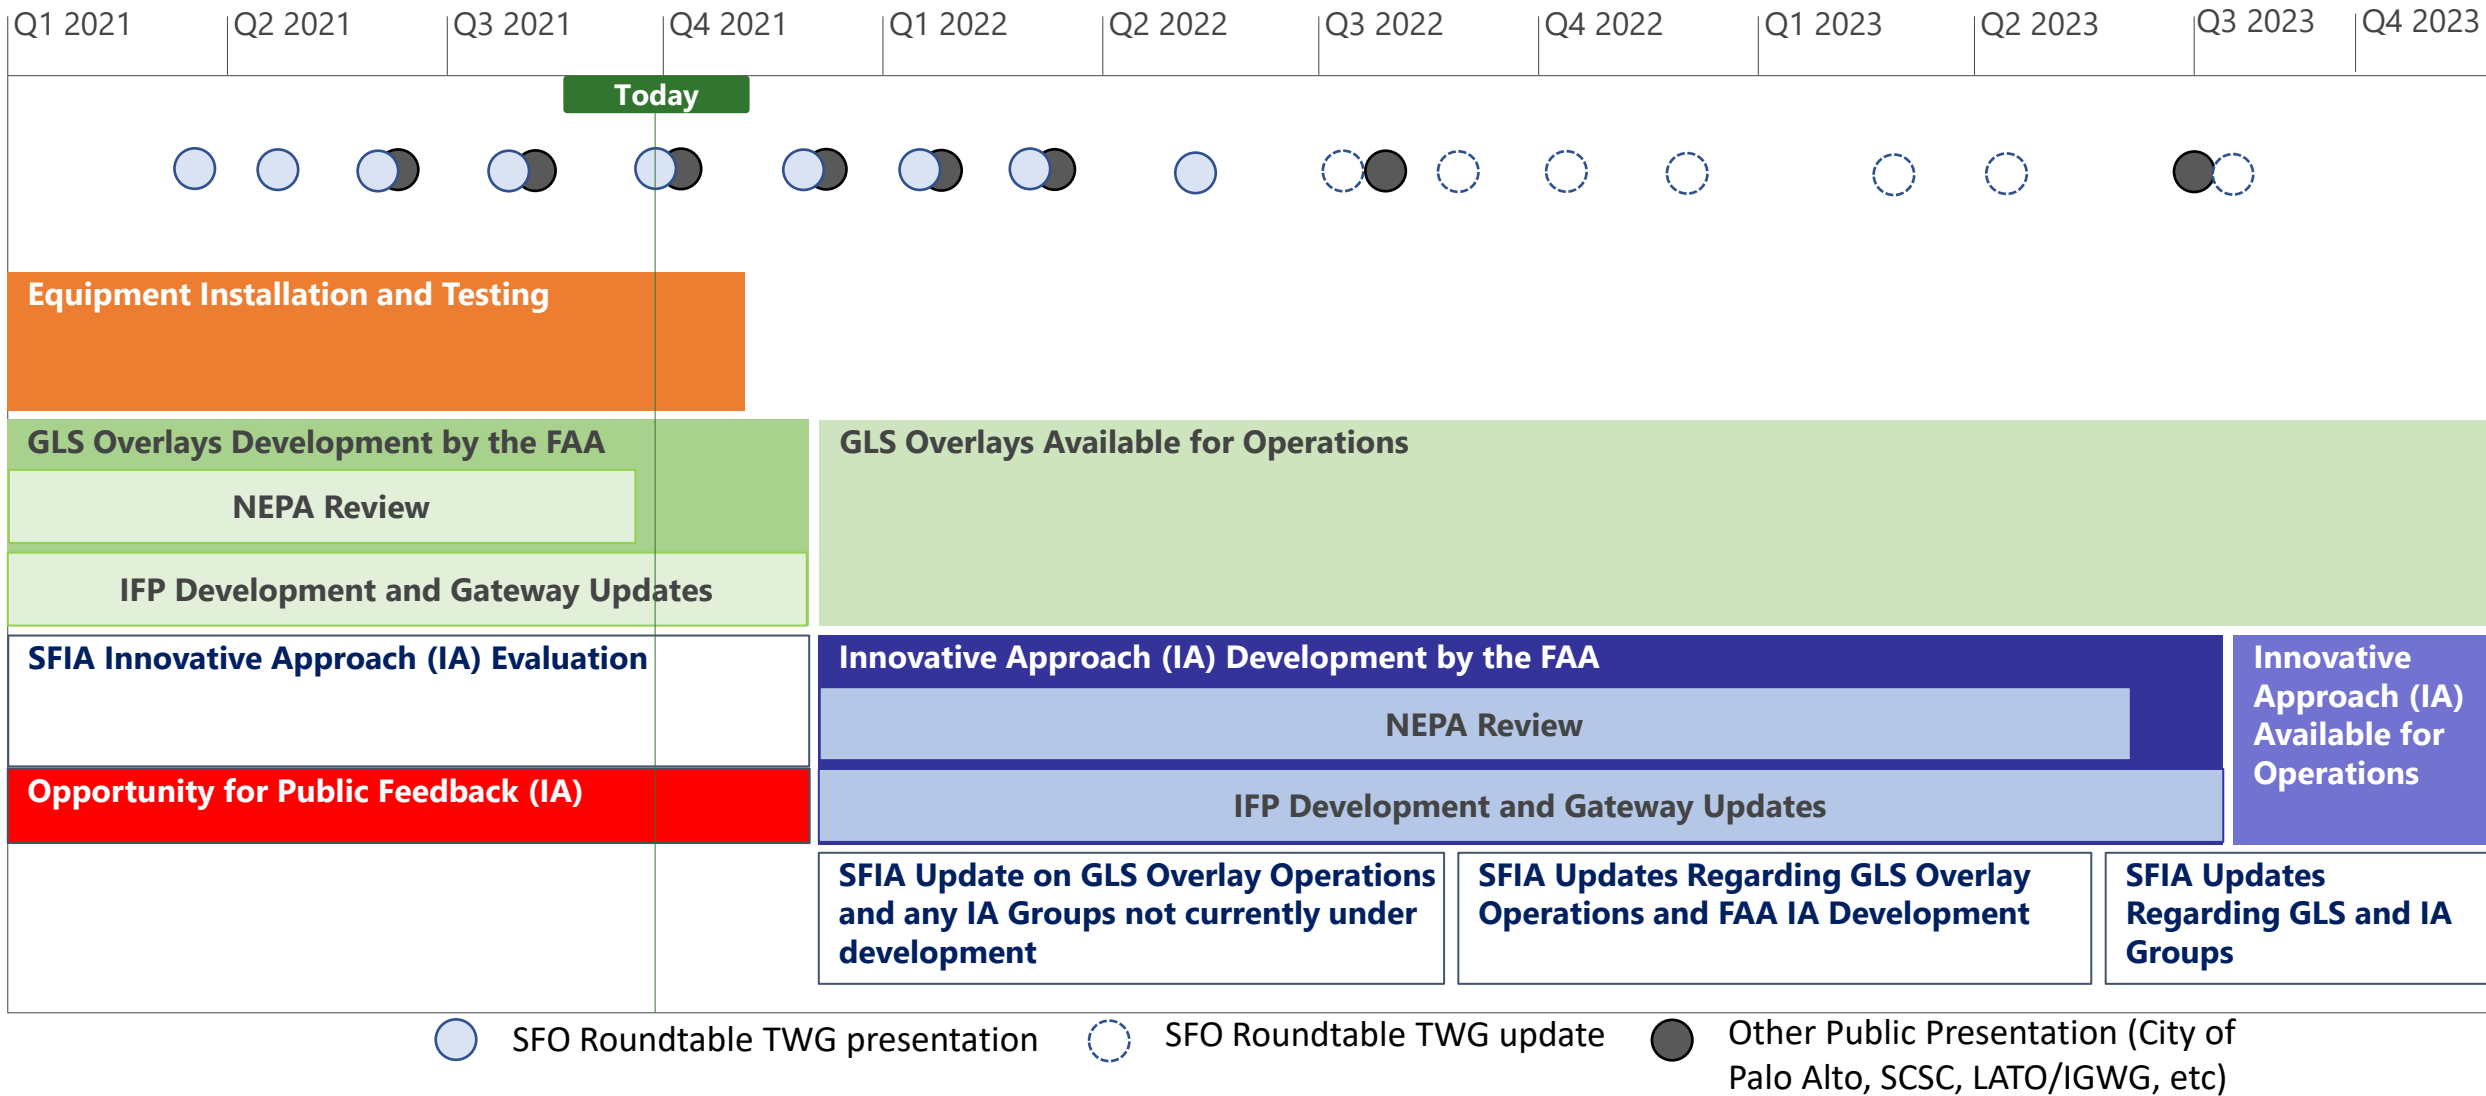 Q1 2021
Q2 2021
Q3 2021
Q4 2021
Q1 2022
Q2 2022
Q3 2022
Q4 2022
Q1 2023
Q2 2023
Q3 2023
Q4 2023
Today
Equipment Installation and Testing
GLS Overlays Development by the FAA
NEPA Review
IFP Development and Gateway Updates
GLS Overlays Available for Operations
SFIA Innovative Approach (IA) Evaluation
Opportunity for Public Feedback (IA)
Innovative Approach (IA) Development by the FAA
NEPA Review
IFP Development and Gateway Updates
Innovative
Approach (IA)
Available for
Operations
SFIA Update on GLS Overlay Operations
and any IA Groups not currently under
development
SFIA Updates Regarding GLS Overlay
Operations and FAA IA Development
SFIA Updates
Regarding GLS and IA
Groups
SFO Roundtable TWG presentation
SFO Roundtable TWG update
Other Public Presentation (City of
Palo Alto, SCSC, LATO/IGWG, etc)